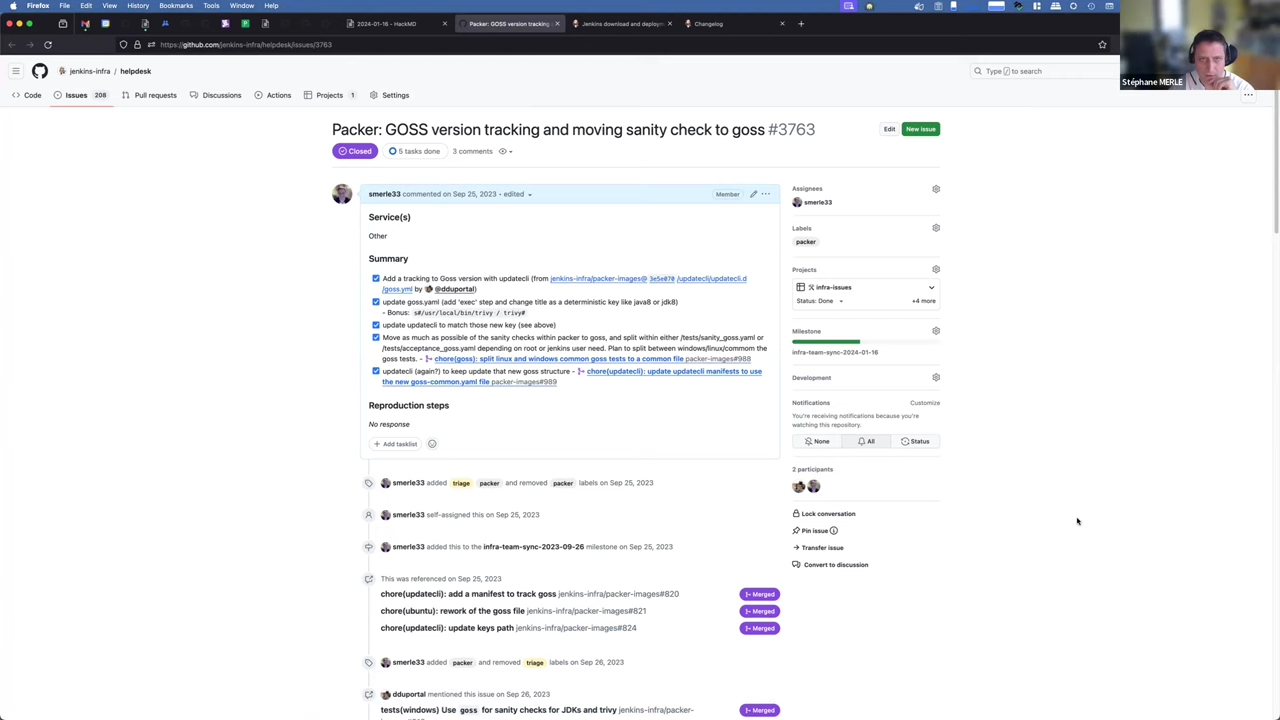 Firefox File Edit View History Bookmarks Tools Window Help
2024-01-16 - HackMD
Packer: GOSS version tracking
Jenkins download and deploym
Changelog
https://github.com/jenkins-infra/helpdesk/issues/3763
jenkins-infra / helpdesk
Type / to search
Stéphane MERLE
Code
Issues 208
Pull requests
Discussions
Actions
Projects 1
Settings
Packer: GOSS version tracking and moving sanity check to goss #3763
Edit
New issue
Closed
5 tasks done
3 comments
smerle33 commented on Sep 25, 2023 • edited
Member
Service(s)
Other
Summary
Add a tracking to Goss version with updatecli (from jenkins-infra/packer-images@ 3e5e070 /updatecli/updatecli.d
/goss.yml by @dduportal)
update goss.yaml (add 'exec' step and change title as a deterministic key like java8 or jdk8)
- Bonus: s#/usr/local/bin/trivy / trivy#
update updatecli to match those new key (see above)
Move as much as possible of the sanity checks within packer to goss, and split within either /tests/sanity_goss.yaml or
/tests/acceptance_goss.yaml depending on root or jenkins user need. Plan to split between windows/linux/commom the
goss tests. - chore(goss): split linux and windows common goss tests to a common file packer-images#988
updatecli (again?) to keep update that new goss structure - chore(updatecli): update updatecli manifests to use
the new goss-common.yaml file packer-images#989
Reproduction steps
No response
Add tasklist
smerle33 added triage packer and removed packer labels on Sep 25, 2023
smerle33 self-assigned this on Sep 25, 2023
smerle33 added this to the infra-team-sync-2023-09-26 milestone on Sep 25, 2023
This was referenced on Sep 25, 2023
chore(updatecli): add a manifest to track goss jenkins-infra/packer-images#820
Merged
chore(ubuntu): rework of the goss file jenkins-infra/packer-images#821
Merged
chore(updatecli): update keys path jenkins-infra/packer-images#824
Merged
smerle33 added packer and removed triage labels on Sep 26, 2023
dduportal mentioned this issue on Sep 26, 2023
tests(windows) Use goss for sanity checks for JDKs and trivy jenkins-infra/packer-
Merged
Assignees
smerle33
Labels
packer
Projects
infra-issues
Status: Done
+4 more
Milestone
infra-team-sync-2024-01-16
Development
Notifications
Customize
You're receiving notifications because you're
watching this repository.
None
All
Status
2 participants
Lock conversation
Pin issue
Transfer issue
Convert to discussion